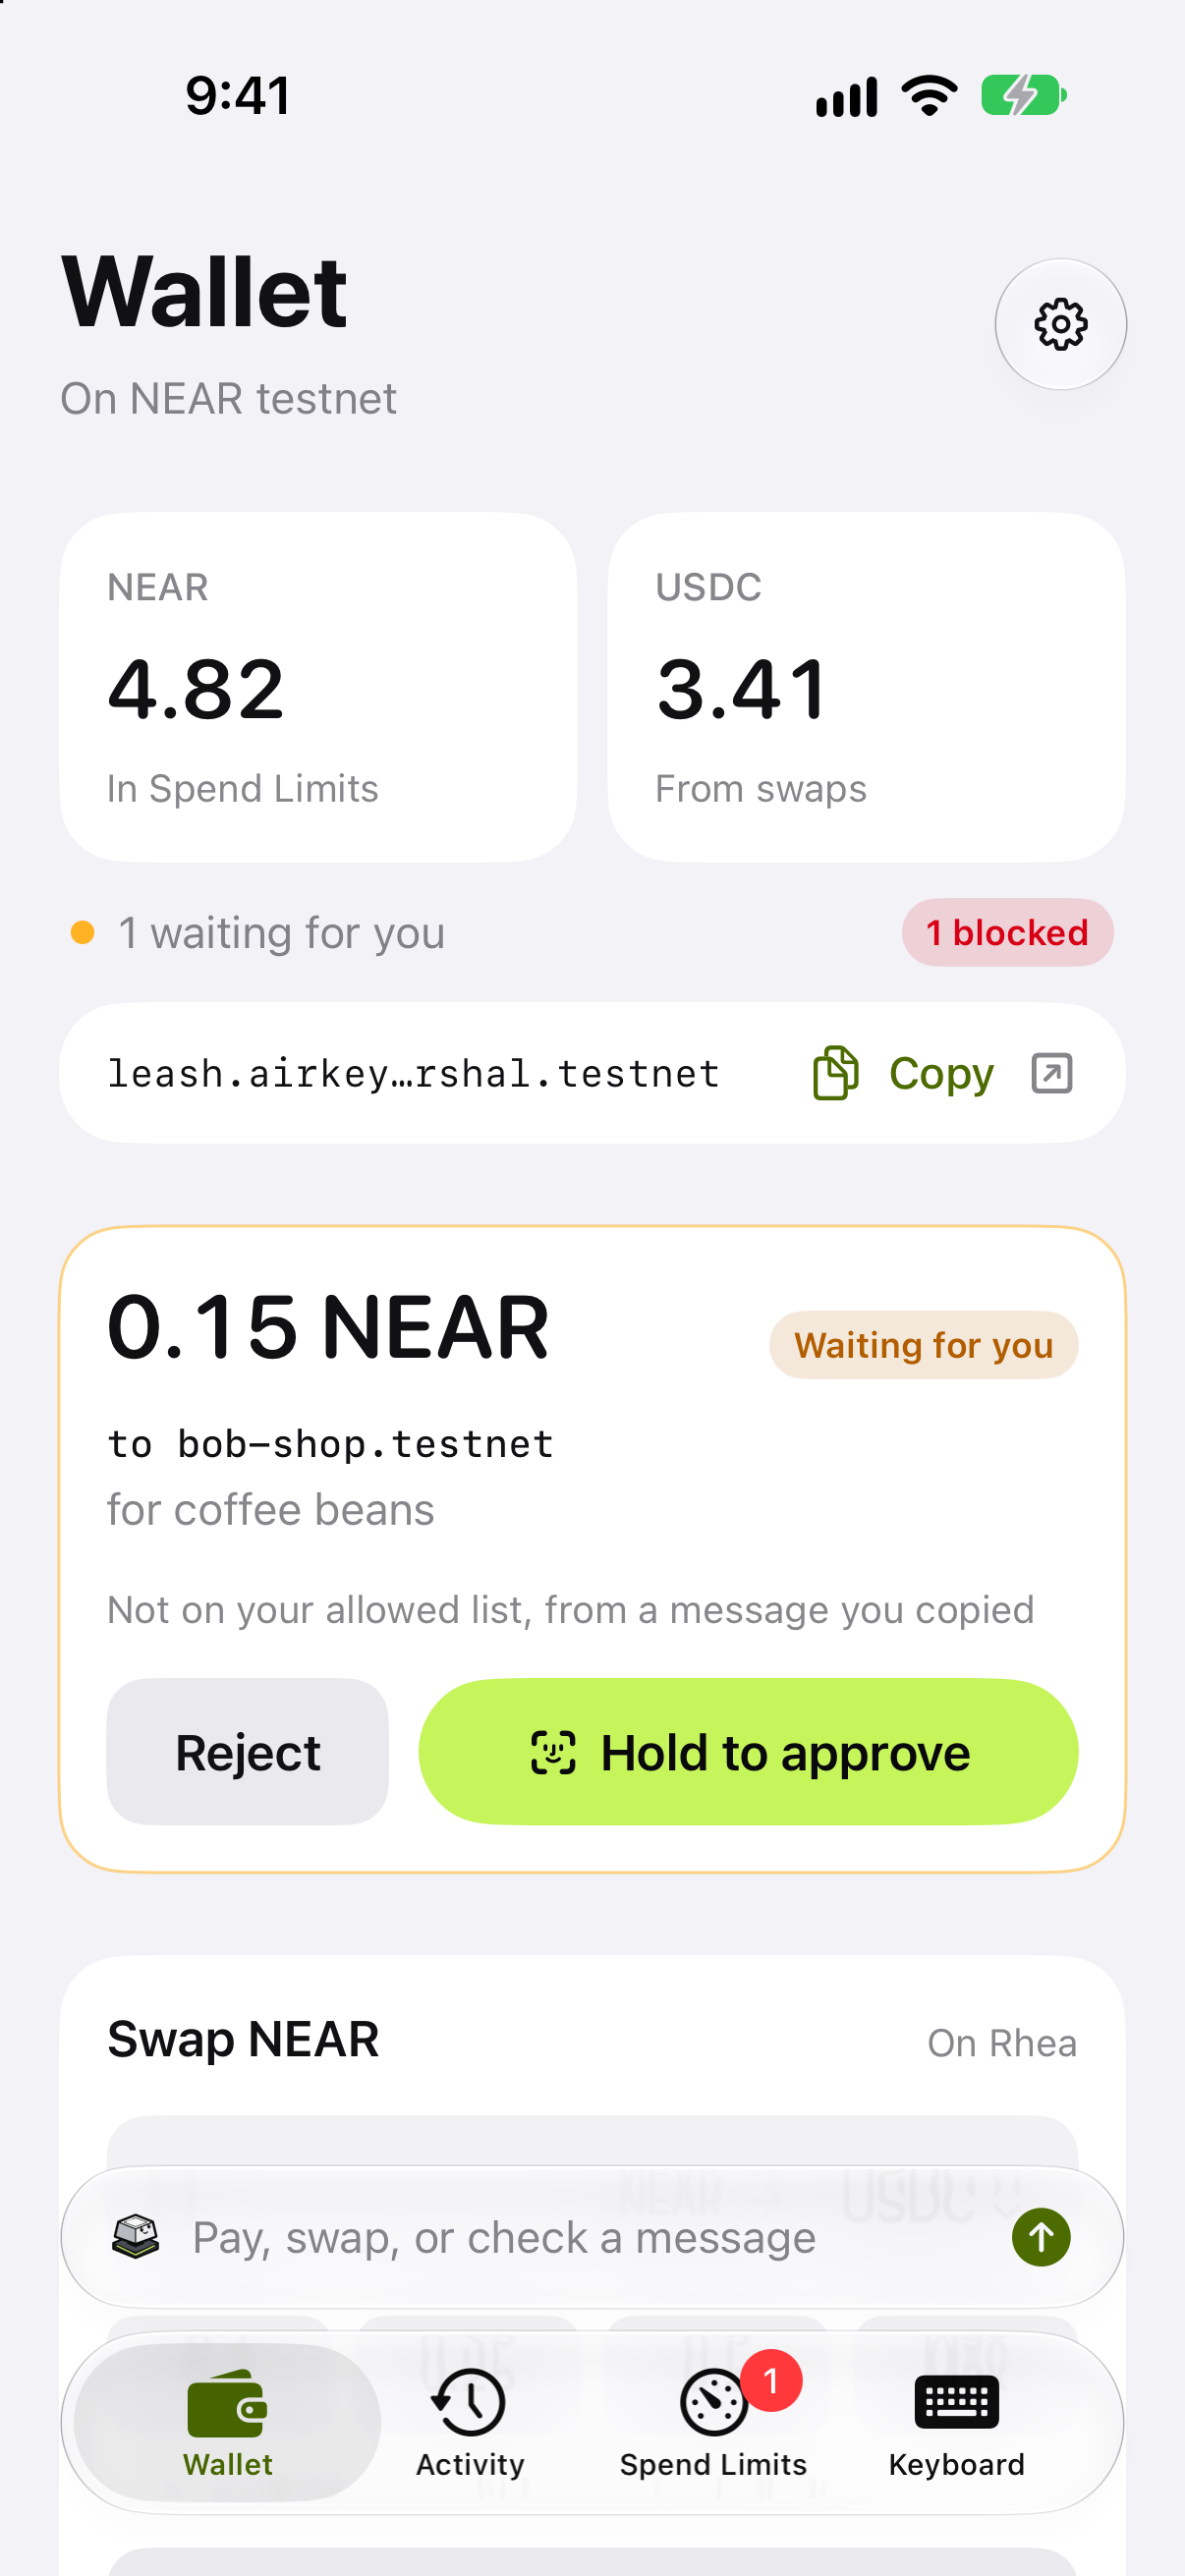 9:41
Wallet
On NEAR testnet
NEAR
4.82
In Spend Limits
USDC
3.41
From swaps
1 waiting for you
1 blocked
leash.airkey…rshal.testnet
Copy
0.15 NEAR
Waiting for you
to bob-shop.testnet
for coffee beans
Not on your allowed list, from a message you copied
Reject
Hold to approve
Swap NEAR
On Rhea
NEAR
USDC
Pay, swap, or check a message
1
Wallet
Activity
Spend Limits
Keyboard